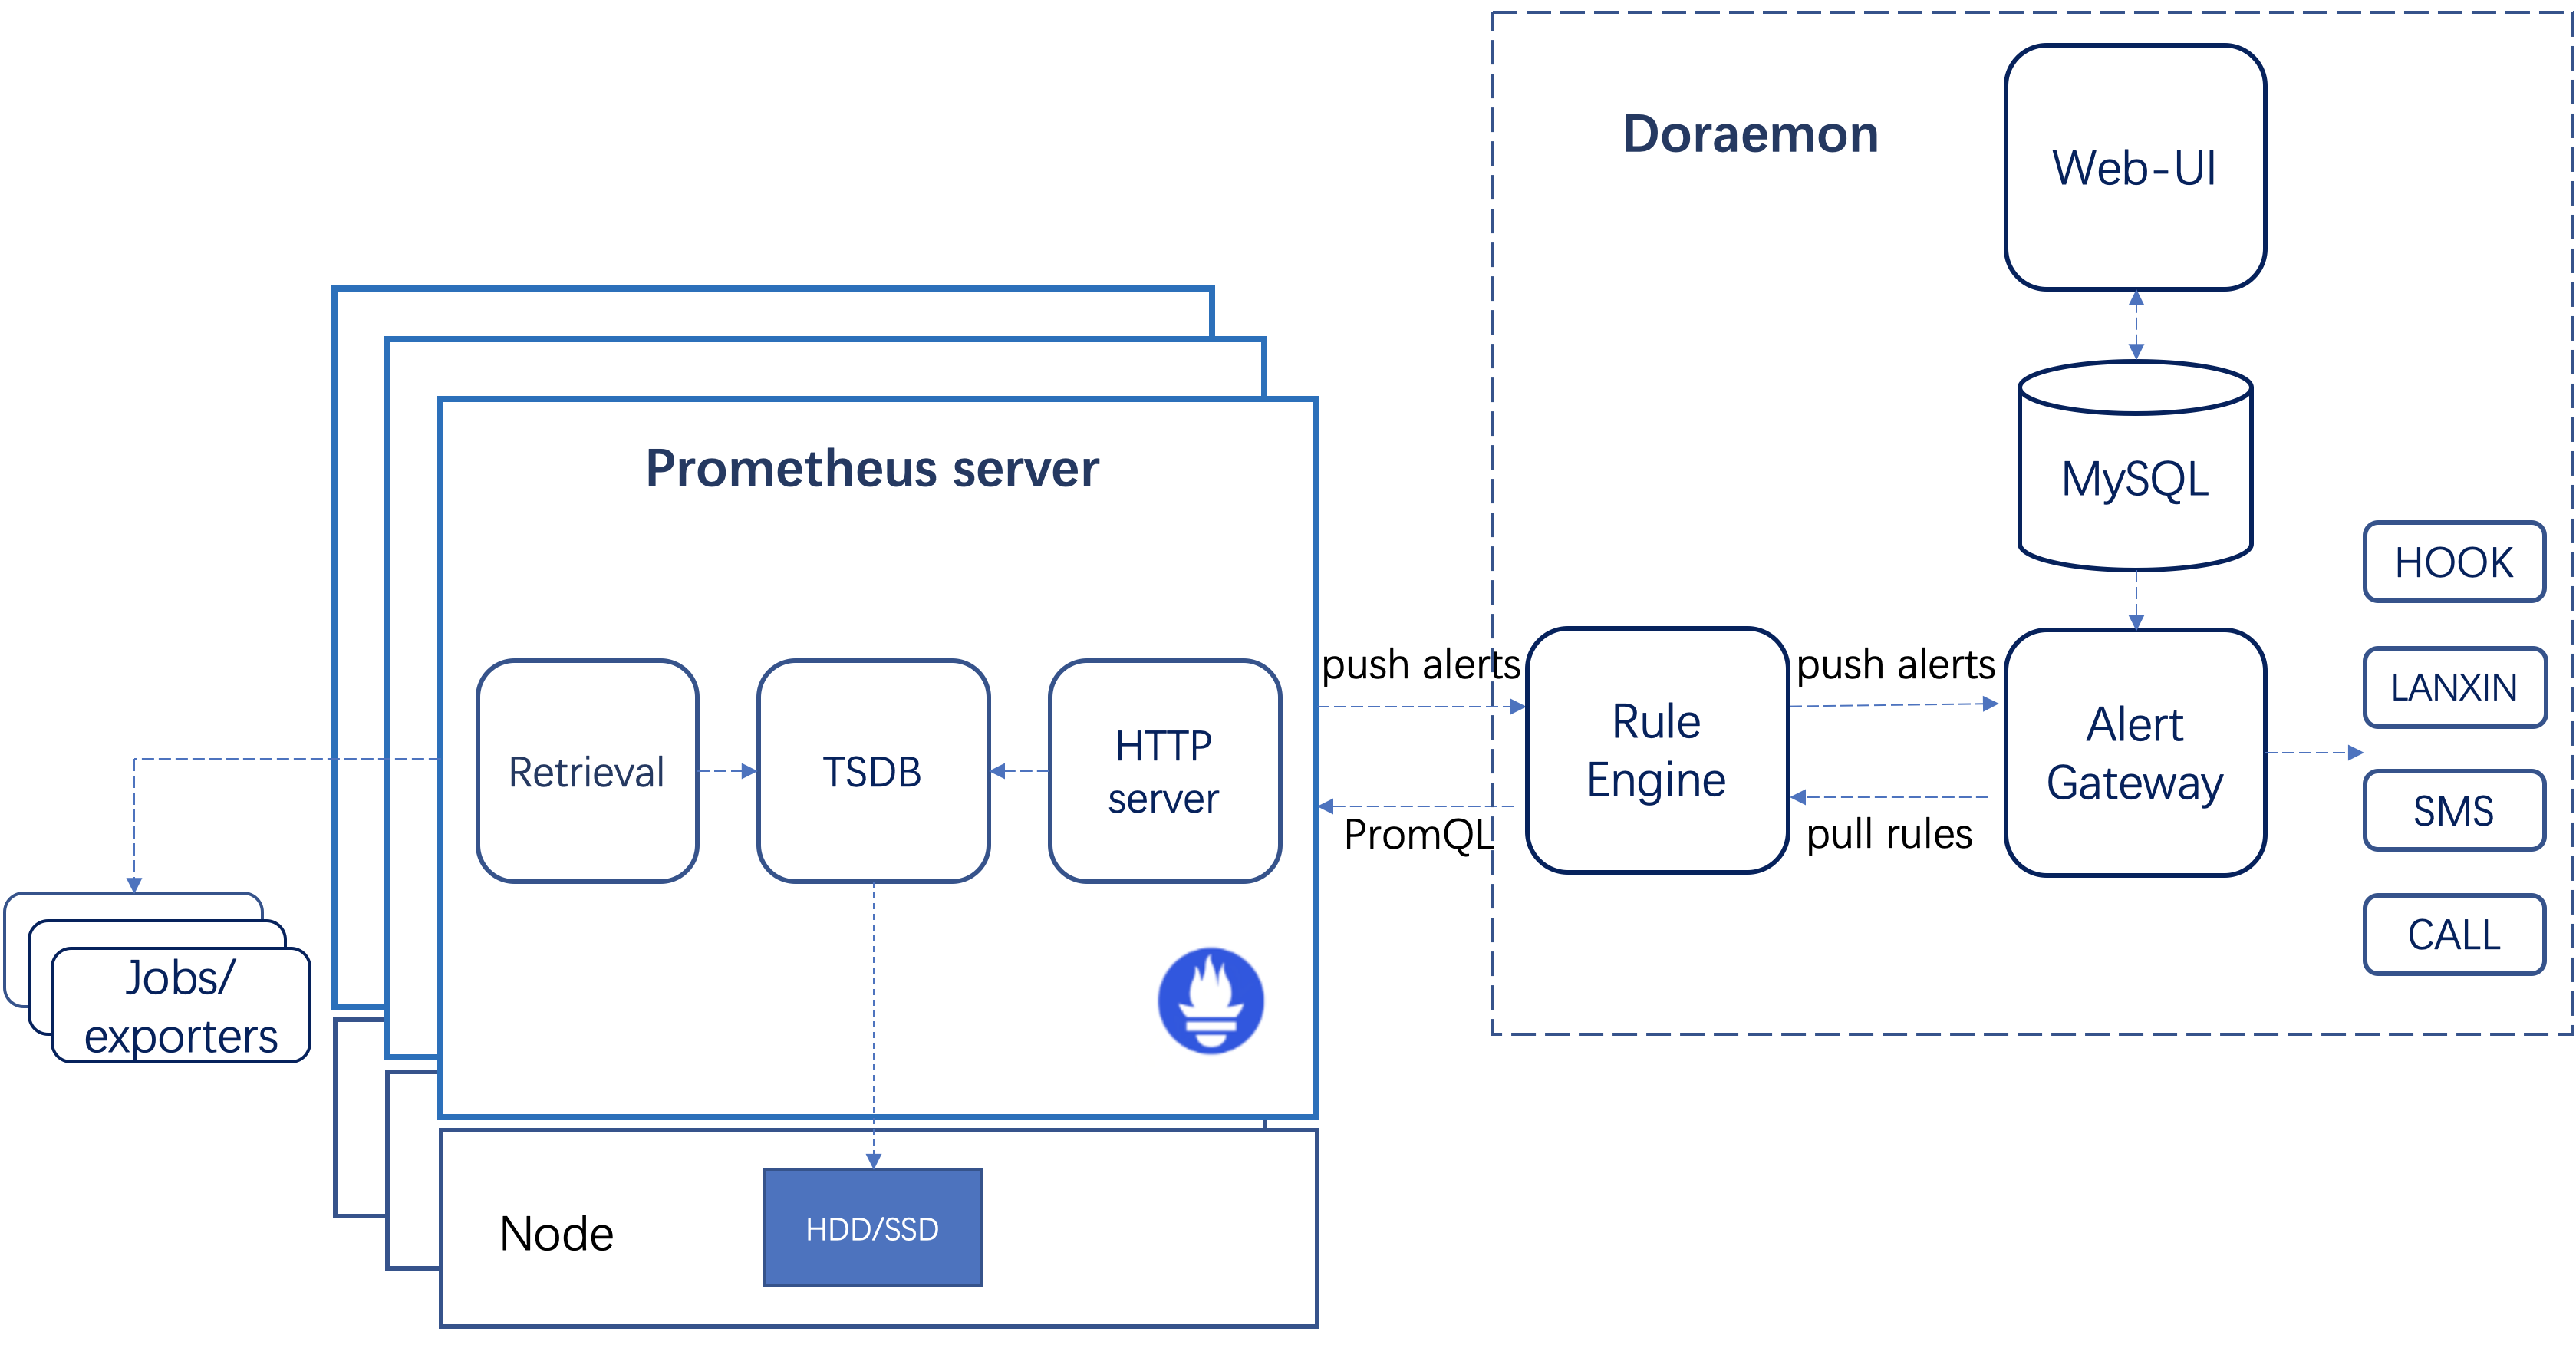 Doraemon
Web-UI
MySQL
Prometheus server
Retrieval
TSDB
HTTP
server
push alerts
PromQL
Rule
Engine
push alerts
pull rules
Alert
Gateway
HOOK
LANXIN
SMS
CALL
Jobs/
exporters
Node
HDD/SSD